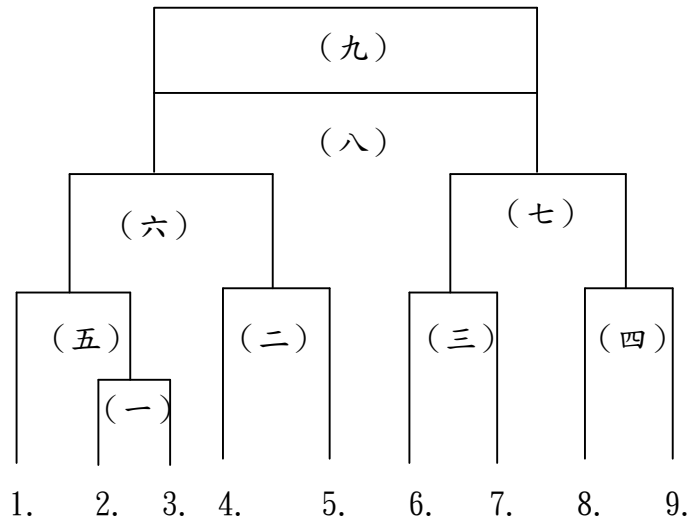 （九）
（八）
（六）
（七）
（五）
（二）
（三）
（四）
（一）
1. 2. 3. 4. 5. 6. 7. 8. 9.